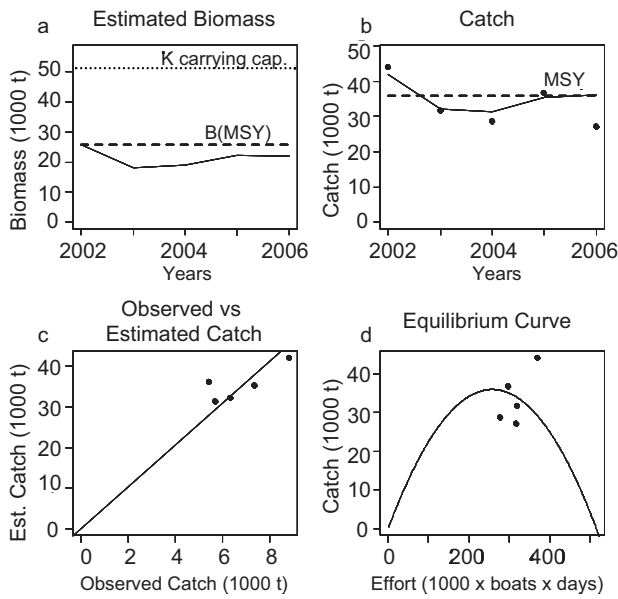 a
Estimated Biomass
K carrying cap.
B(MSY)
50
40
30
20
10
0
Biomass (1000 t)
2002
2004
2006
Years
b
Catch
MSY
50
40
30
20
10
0
Catch (1000 t)
2002
2004
2006
Years
c
Observed vs
Estimated Catch
40
30
20
10
0
Est. Catch (1000 t)
0
2
4
6
8
Observed Catch (1000 t)
d
Equilibrium Curve
40
30
20
10
0
Catch (1000 t)
0
200
400
Effort (1000 x boats x days)